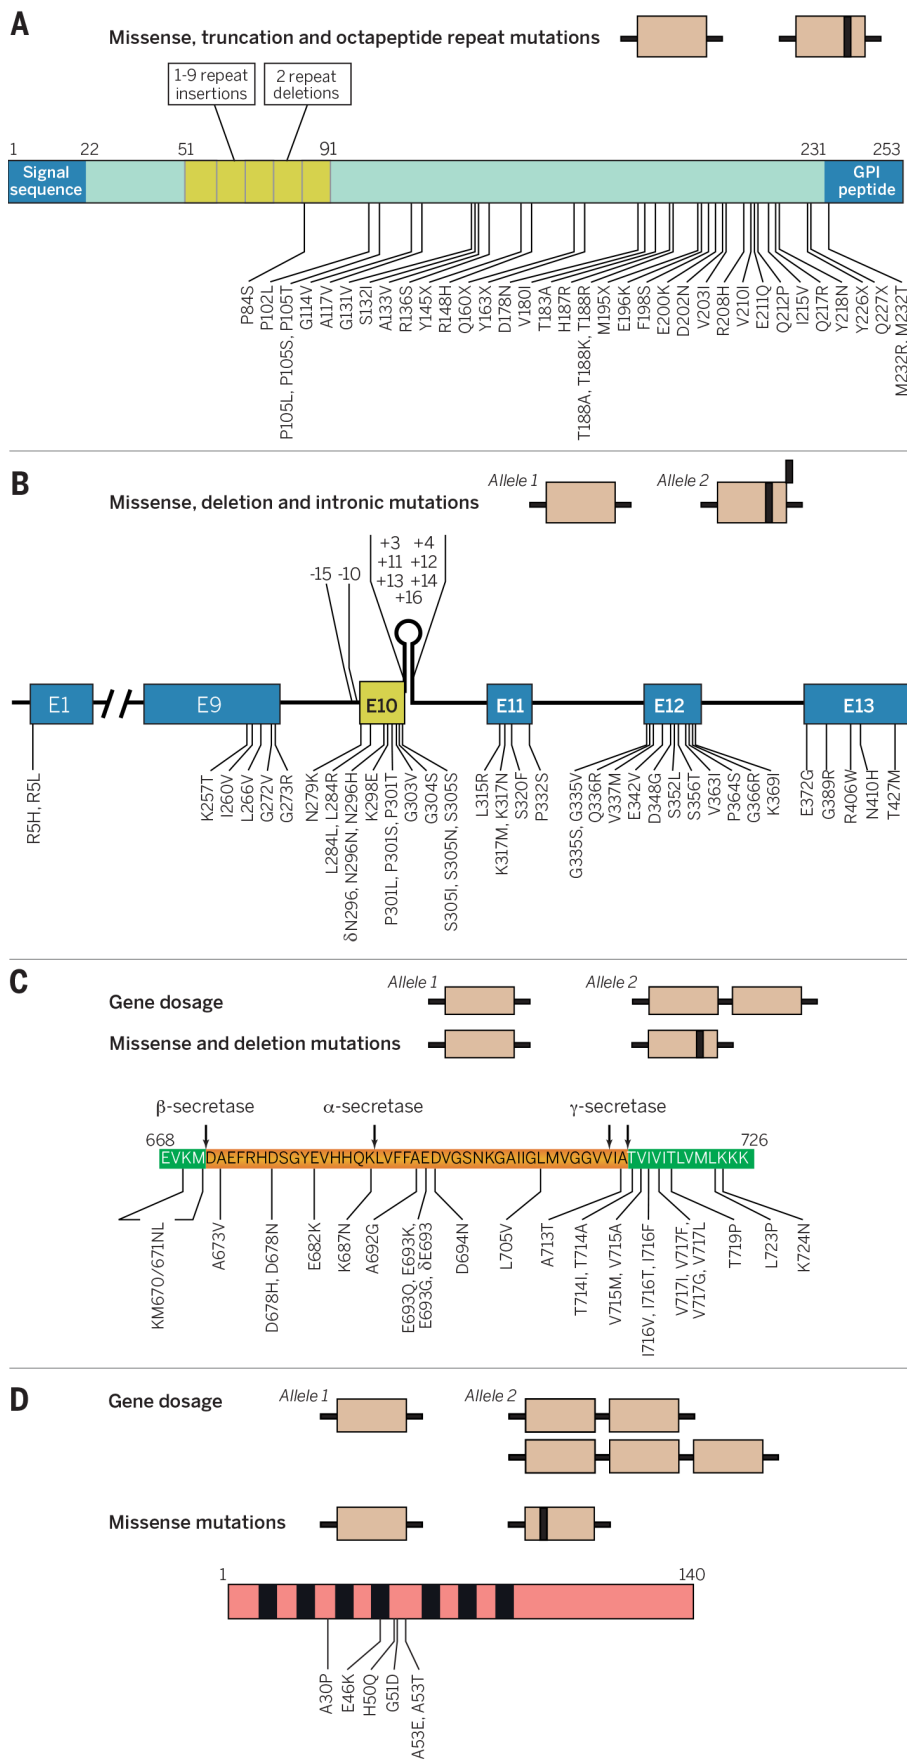 A
Missense, truncation and octapeptide repeat mutations
1-9 repeat
insertions
2 repeat
deletions
1
22
51
91
231
253
Signal
sequence
GPI
peptide
P84S
P102L
P105L, P105S, P105T
G114V
A117V
G131V
S132I
A133V
R136S
Y145X
R148H
Q160X
Y163X
D178N
V180I
T183A
H187R
T188A, T188K, T188R
M195X
E196K
F198S
E200K
D202N
V203I
R208H
V210I
E211Q
Q212P
I215V
Q217R
Y218N
Y226X
Q227X
M232R, M232T
B
Missense, deletion and intronic mutations
Allele 1
Allele 2
-15 -10
+3 +4
+11 +12
+13 +14
+16
E1
E9
E10
E11
E12
E13
R5H, R5L
K257T
I260V
L266V
G272V
G273R
N279K
L284L, L284R
δN296, N296N, N296H
K298E
P301L, P301S, P301T
G303V
G304S
S305I, S305N, S305S
L315R
K317M, K317N
S320F
P332S
G335S, G335V
Q336R
V337M
E342V
D348G
S352L
S356T
V363I
P364S
G366R
K369I
E372G
G389R
R406W
N410H
T427M
C
Allele 1
Allele 2
Gene dosage
Missense and deletion mutations
β-secretase
α-secretase
γ-secretase
668
726
EVKMDAEFRHDSGYEVHHQKLVFFAEDVGSNKGAIIGLMVGGVVIATVIVITLVMLKKK
KM670/671NL
A673V
D678H, D678N
E682K
K687N
A692G
E693Q, E693K,
E693G, δE693
D694N
L705V
A713T
T714I, T714A
V715M, V715A
I716V, I716T, I716F
V717I, V717F,
V717G, V717L
T719P
L723P
K724N
D
Gene dosage
Allele 1
Allele 2
Missense mutations
1
140
A30P
E46K
H50Q
G51D
A53E, A53T